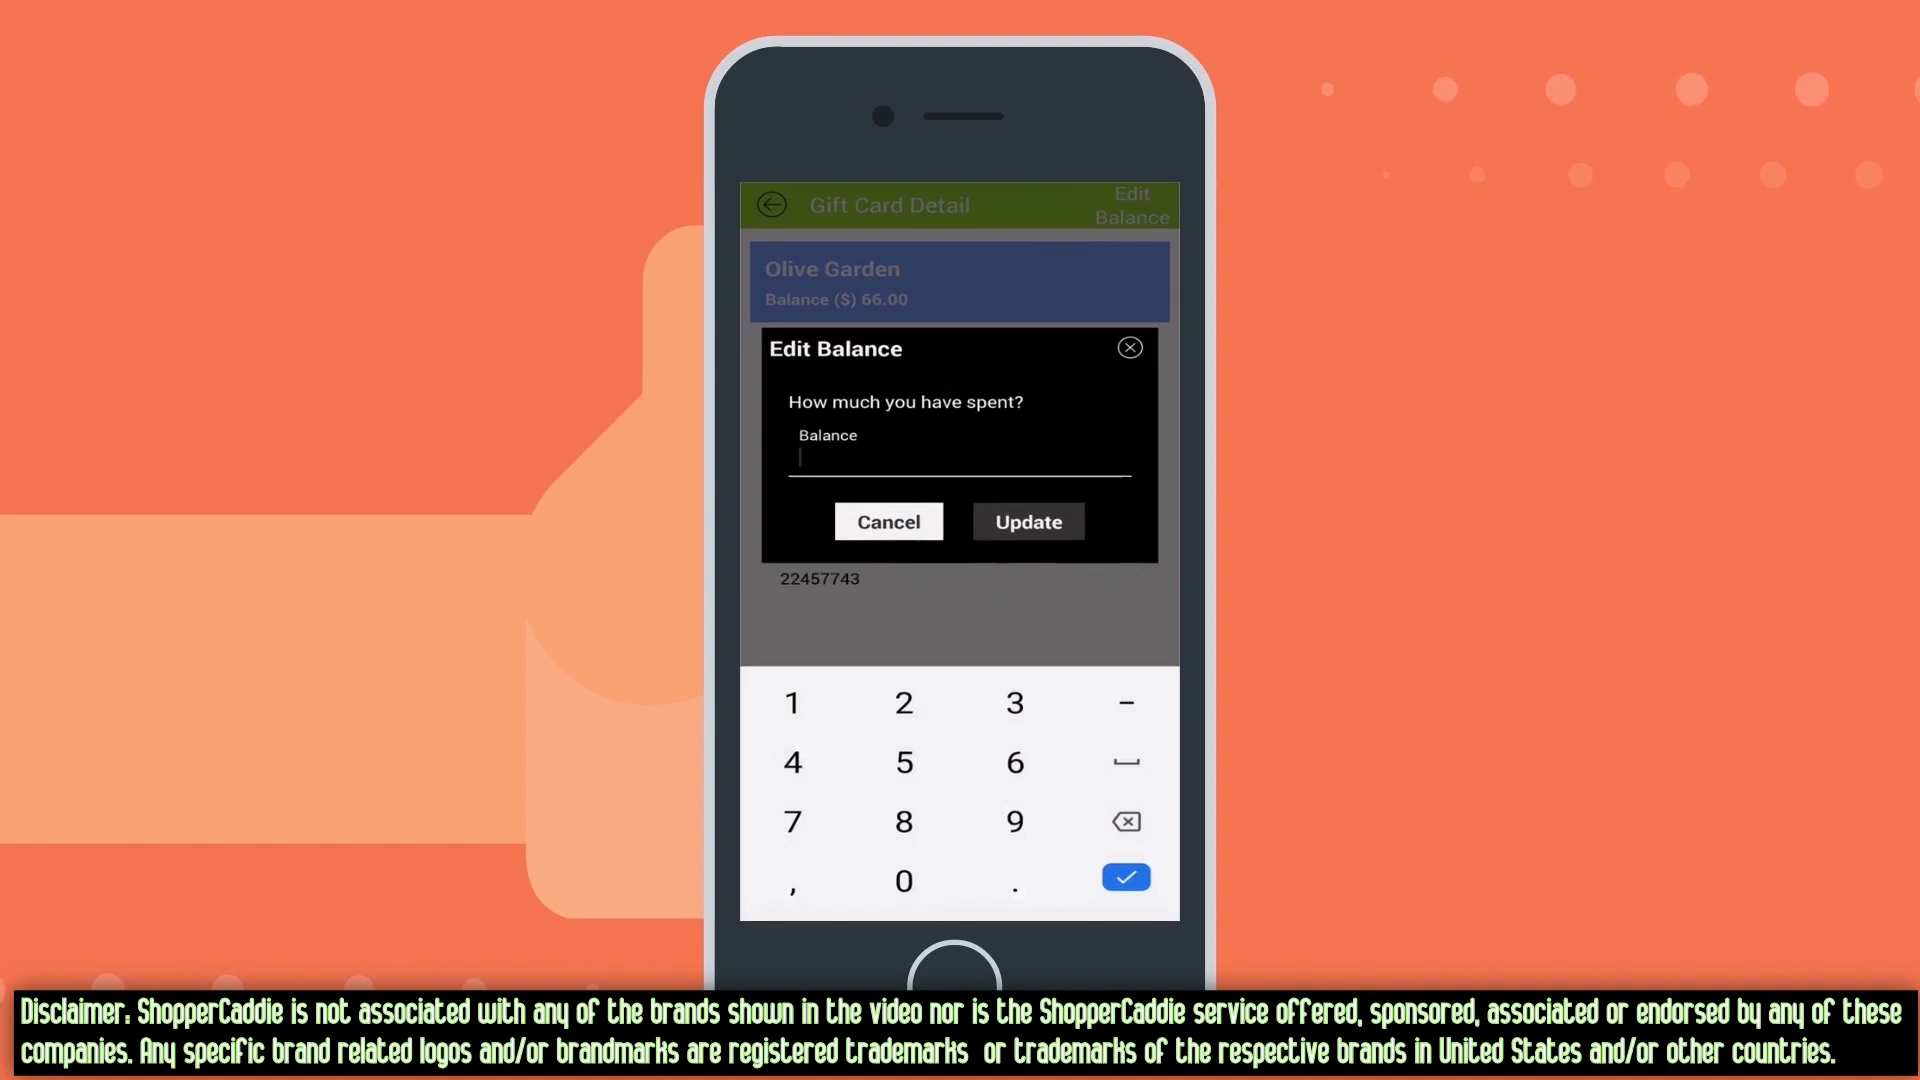 Gift Card Detail
Edit
Balance
Olive Garden
Balance ($) 66.00
Edit Balance
How much you have spent?
Balance
Cancel
Update
22457743
1 2 3 –
4 5 6
7 8 9
, 0 .
Disclaimer: ShopperCaddie is not associated with any of the brands shown in the video nor is the ShopperCaddie service offered, sponsored, associated or endorsed by any of these
companies. Any specific brand related logos and/or brandmarks are registered trademarks or trademarks of the respective brands in United States and/or other countries.